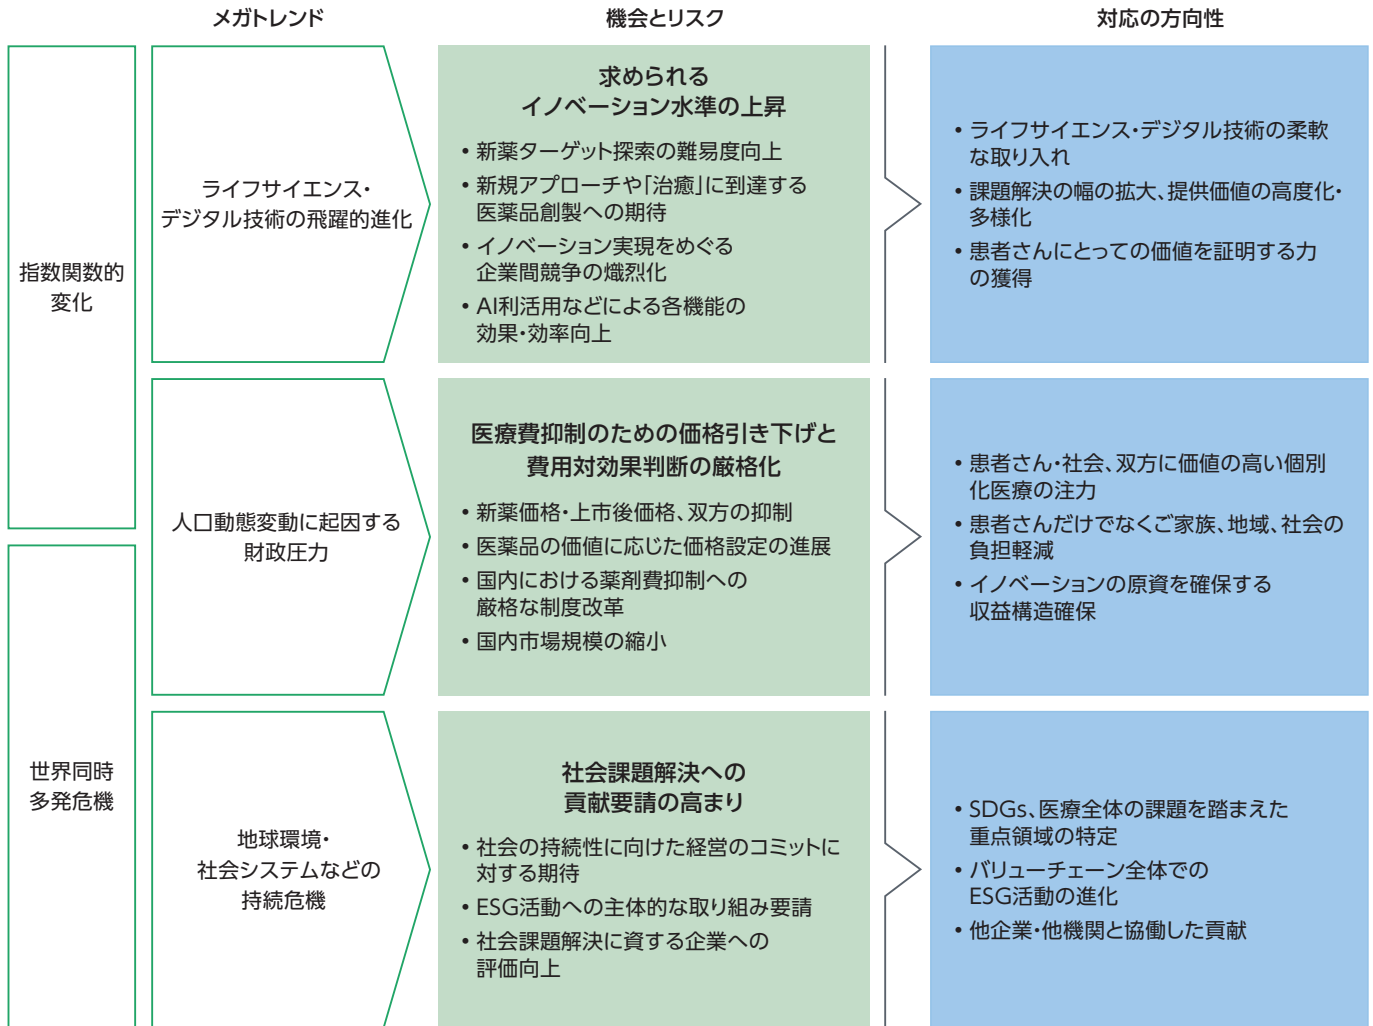 メガトレンド
機会とリスク
対応の方向性
指数関数的
変化
世界同時
多発危機
ライフサイエンス・
デジタル技術の飛躍的進化
求められる
イノベーション水準の上昇
• 新薬ターゲット探索の難易度向上
• 新規アプローチや「治癒」に到達する
医薬品創製への期待
• イノベーション実現をめぐる
企業間競争の熾烈化
• AI利活用などによる各機能の
効果・効率向上
• ライフサイエンス・デジタル技術の柔軟
な取り入れ
• 課題解決の幅の拡大、提供価値の高度化・
多様化
• 患者さんにとっての価値を証明する力
の獲得
人口動態変動に起因する
財政圧力
医療費抑制のための価格引き下げと
費用対効果判断の厳格化
• 新薬価格・上市後価格、双方の抑制
• 医薬品の価値に応じた価格設定の進展
• 国内における薬剤費抑制への
厳格な制度改革
• 国内市場規模の縮小
• 患者さん・社会、双方に価値の高い個別
化医療の注力
• 患者さんだけでなくご家族、地域、社会の
負担軽減
• イノベーションの原資を確保する
収益構造確保
地球環境・
社会システムなどの
持続危機
社会課題解決への
貢献要請の高まり
• 社会の持続性に向けた経営のコミットに
対する期待
• ESG活動への主体的な取り組み要請
• 社会課題解決に資する企業への
評価向上
• SDGs、医療全体の課題を踏まえた
重点領域の特定
• バリューチェーン全体での
ESG活動の進化
• 他企業・他機関と協働した貢献